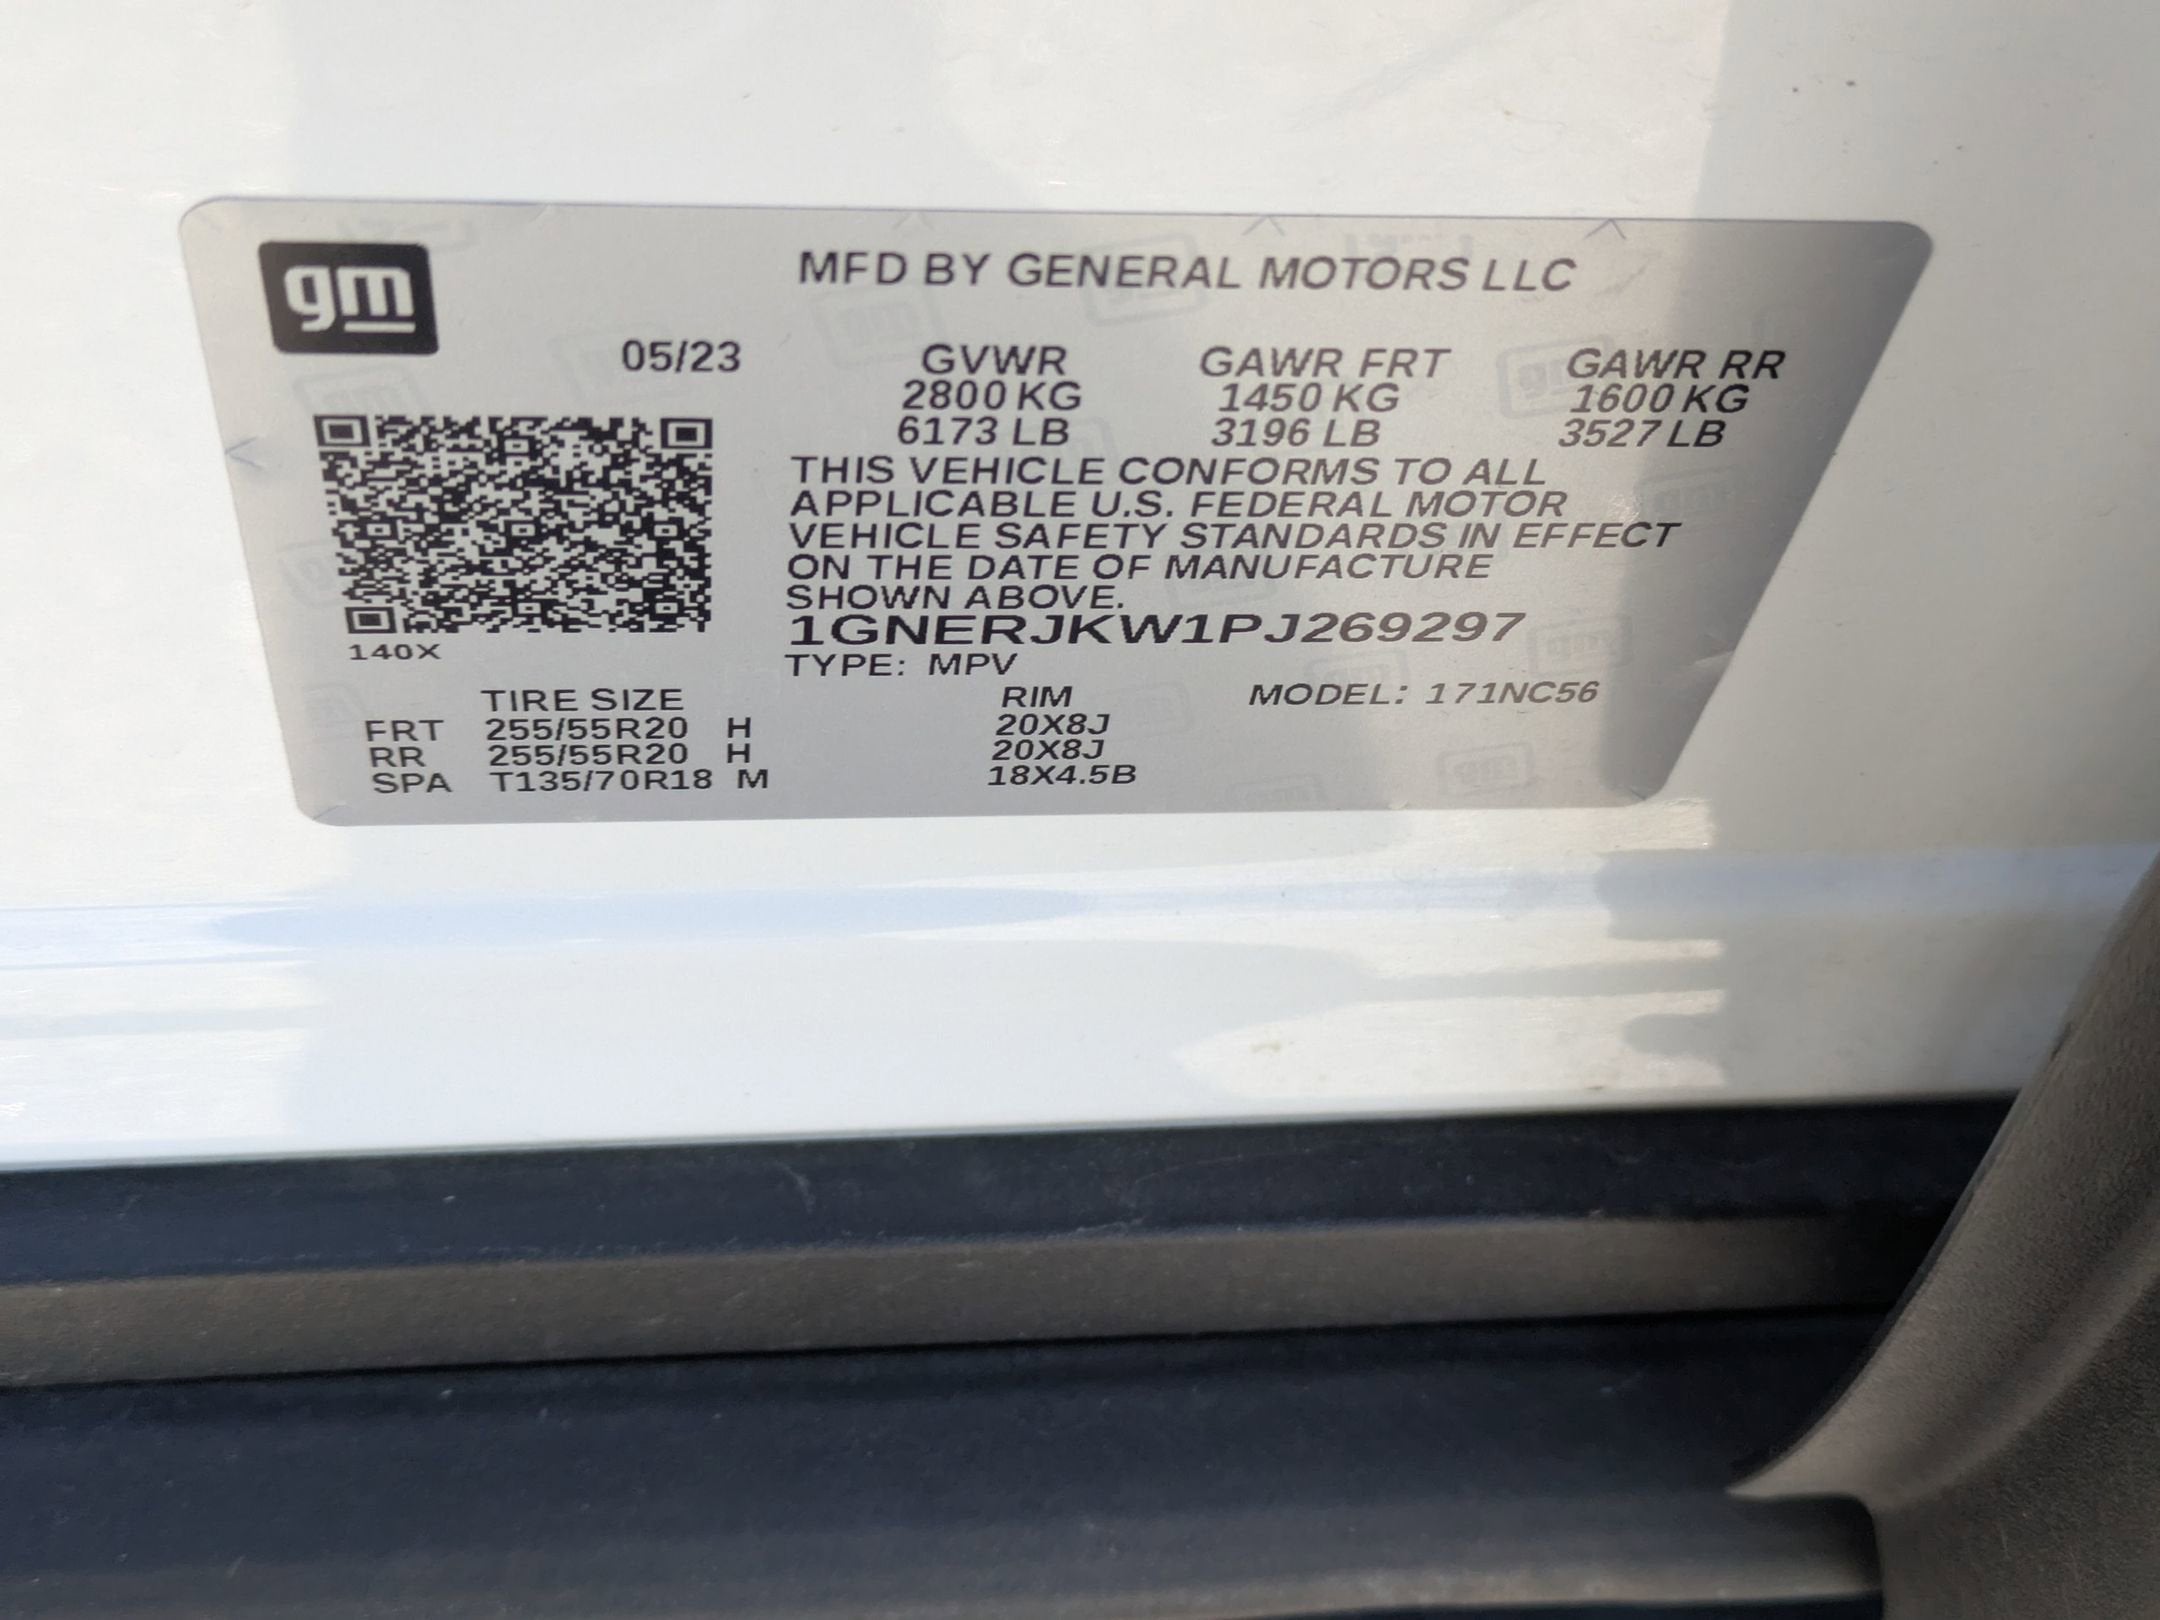 gm
MFD BY GENERAL MOTORS LLC
05/23 GVWR GAWR FRT GAWR RR
2800 KG 1450 KG 1600 KG
6173 LB 3196 LB 3527 LB
THIS VEHICLE CONFORMS TO ALL
APPLICABLE U.S. FEDERAL MOTOR
VEHICLE SAFETY STANDARDS IN EFFECT
ON THE DATE OF MANUFACTURE
SHOWN ABOVE.
1GNERJKW1PJ269297
140X
TYPE: MPV
TIRE SIZE RIM MODEL: 171NC56
FRT 255/55R20 H 20X8J
RR 255/55R20 H 20X8J
SPA T135/70R18 M 18X4.5B